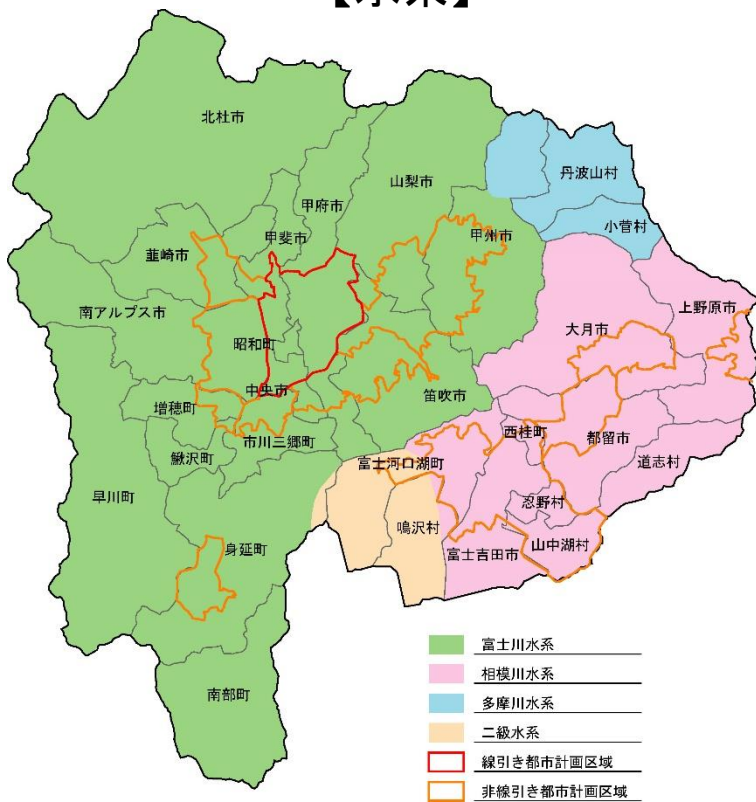 【水系】
北杜市
丹波山村
山梨市
甲府市
小菅村
甲斐市
甲州市
韮崎市
南アルプス市
上野原市
大月市
昭和町
中央市
笛吹市
増穂町
西桂町
都留市
市川三郷町
鰍沢町
富士河口湖町
道志村
早川町
忍野村
鳴沢村
山中湖村
身延町
富士吉田市
南部町
富士川水系
相模川水系
多摩川水系
二級水系
線引き都市計画区域
非線引き都市計画区域